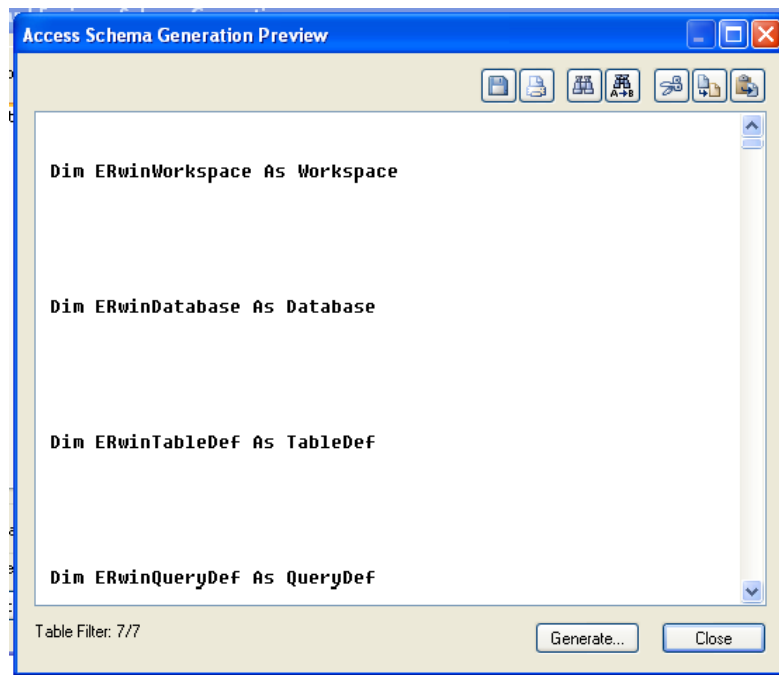 Access Schema Generation Preview
A→B
Dim ERwinWorkspace As Workspace
Dim ERwinDatabase As Database
Dim ERwinTableDef As TableDef
Dim ERwinQueryDef As QueryDef
Table Filter: 7/7
Generate...
Close